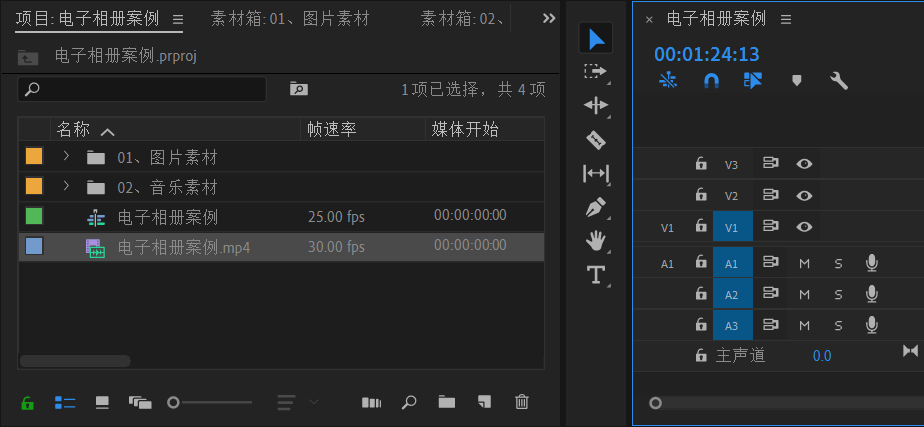 项目: 电子相册案例
素材箱: 01、图片素材
素材箱: 02、
电子相册案例.prproj
1项已选择，共 4 项
名称
帧速率
媒体开始
01、图片素材
02、音乐素材
电子相册案例
25.00 fps
00:00:00:00
电子相册案例.mp4
30.00 fps
00:00:00:00
T
× 电子相册案例
00:01:24:13
V3
V2
V1 V1
A1 A1 M S
A2 M S
A3 M S
主声道 0.0